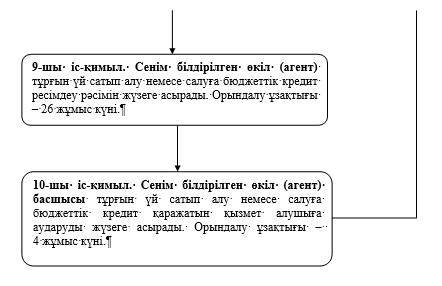 9-шы іс-қимыл. Сенім білдірілген өкіл (агент)
тұрғын үй сатып алу немесе салуға бюджеттік кредит
ресімдеу рәсімін жүзеге асырады. Орындалу ұзақтығы
– 26 жұмыс күні.¶
10-шы іс-қимыл. Сенім білдірілген өкіл (агент)
басшысы тұрғын үй сатып алу немесе салуға
бюджеттік кредит қаражатын қызмет алушыға
аударуды жүзеге асырады. Орындалу ұзақтығы –
4 жұмыс күні.¶